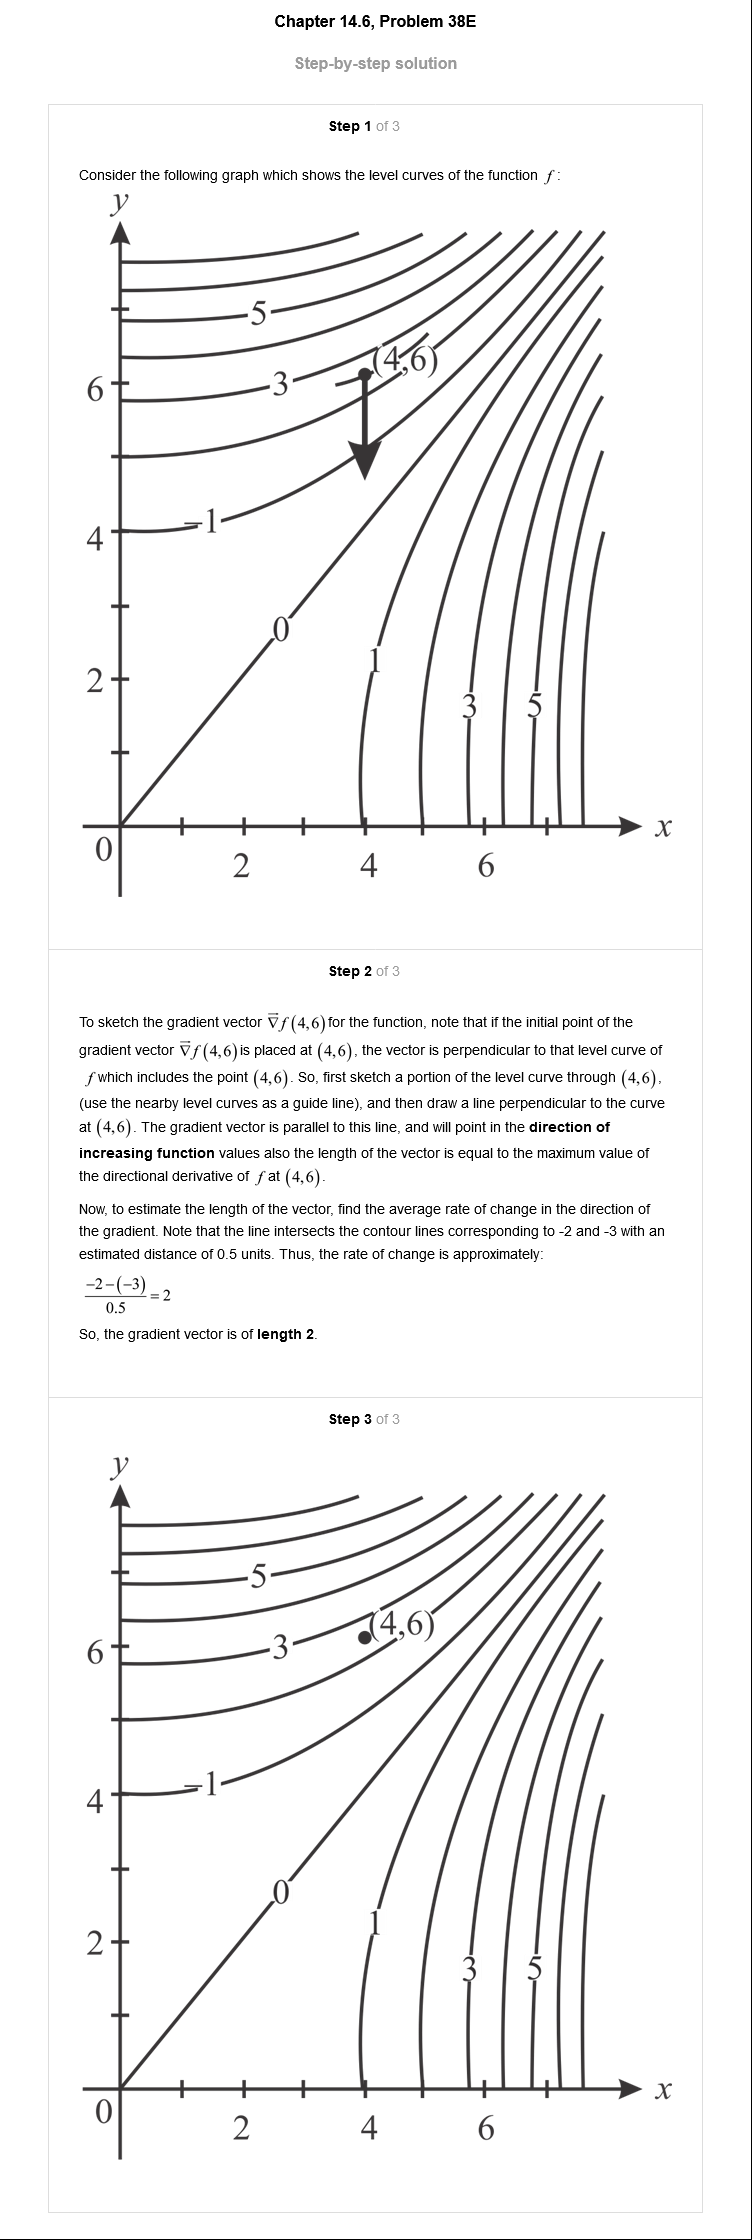 Chapter 14.6, Problem 38E
Step-by-step solution
Step 1 of 3
Consider the following graph which shows the level curves of the function f :
y
5
(4,6)
6
3
4
−1
0
2
1
3
5
0
2
4
6
x
Step 2 of 3
To sketch the gradient vector ∇⃗f(4,6) for the function, note that if the initial point of the
gradient vector ∇⃗f(4,6) is placed at (4,6), the vector is perpendicular to that level curve of
f which includes the point (4,6). So, first sketch a portion of the level curve through (4,6),
(use the nearby level curves as a guide line), and then draw a line perpendicular to the curve
at (4,6). The gradient vector is parallel to this line, and will point in the direction of
increasing function values also the length of the vector is equal to the maximum value of
the directional derivative of f at (4,6).
Now, to estimate the length of the vector, find the average rate of change in the direction of
the gradient. Note that the line intersects the contour lines corresponding to -2 and -3 with an
estimated distance of 0.5 units. Thus, the rate of change is approximately:
−2−(−3)
0.5
= 2
So, the gradient vector is of length 2.
Step 3 of 3
y
5
(4,6)
6
3
4
−1
0
2
1
3
5
0
2
4
6
x